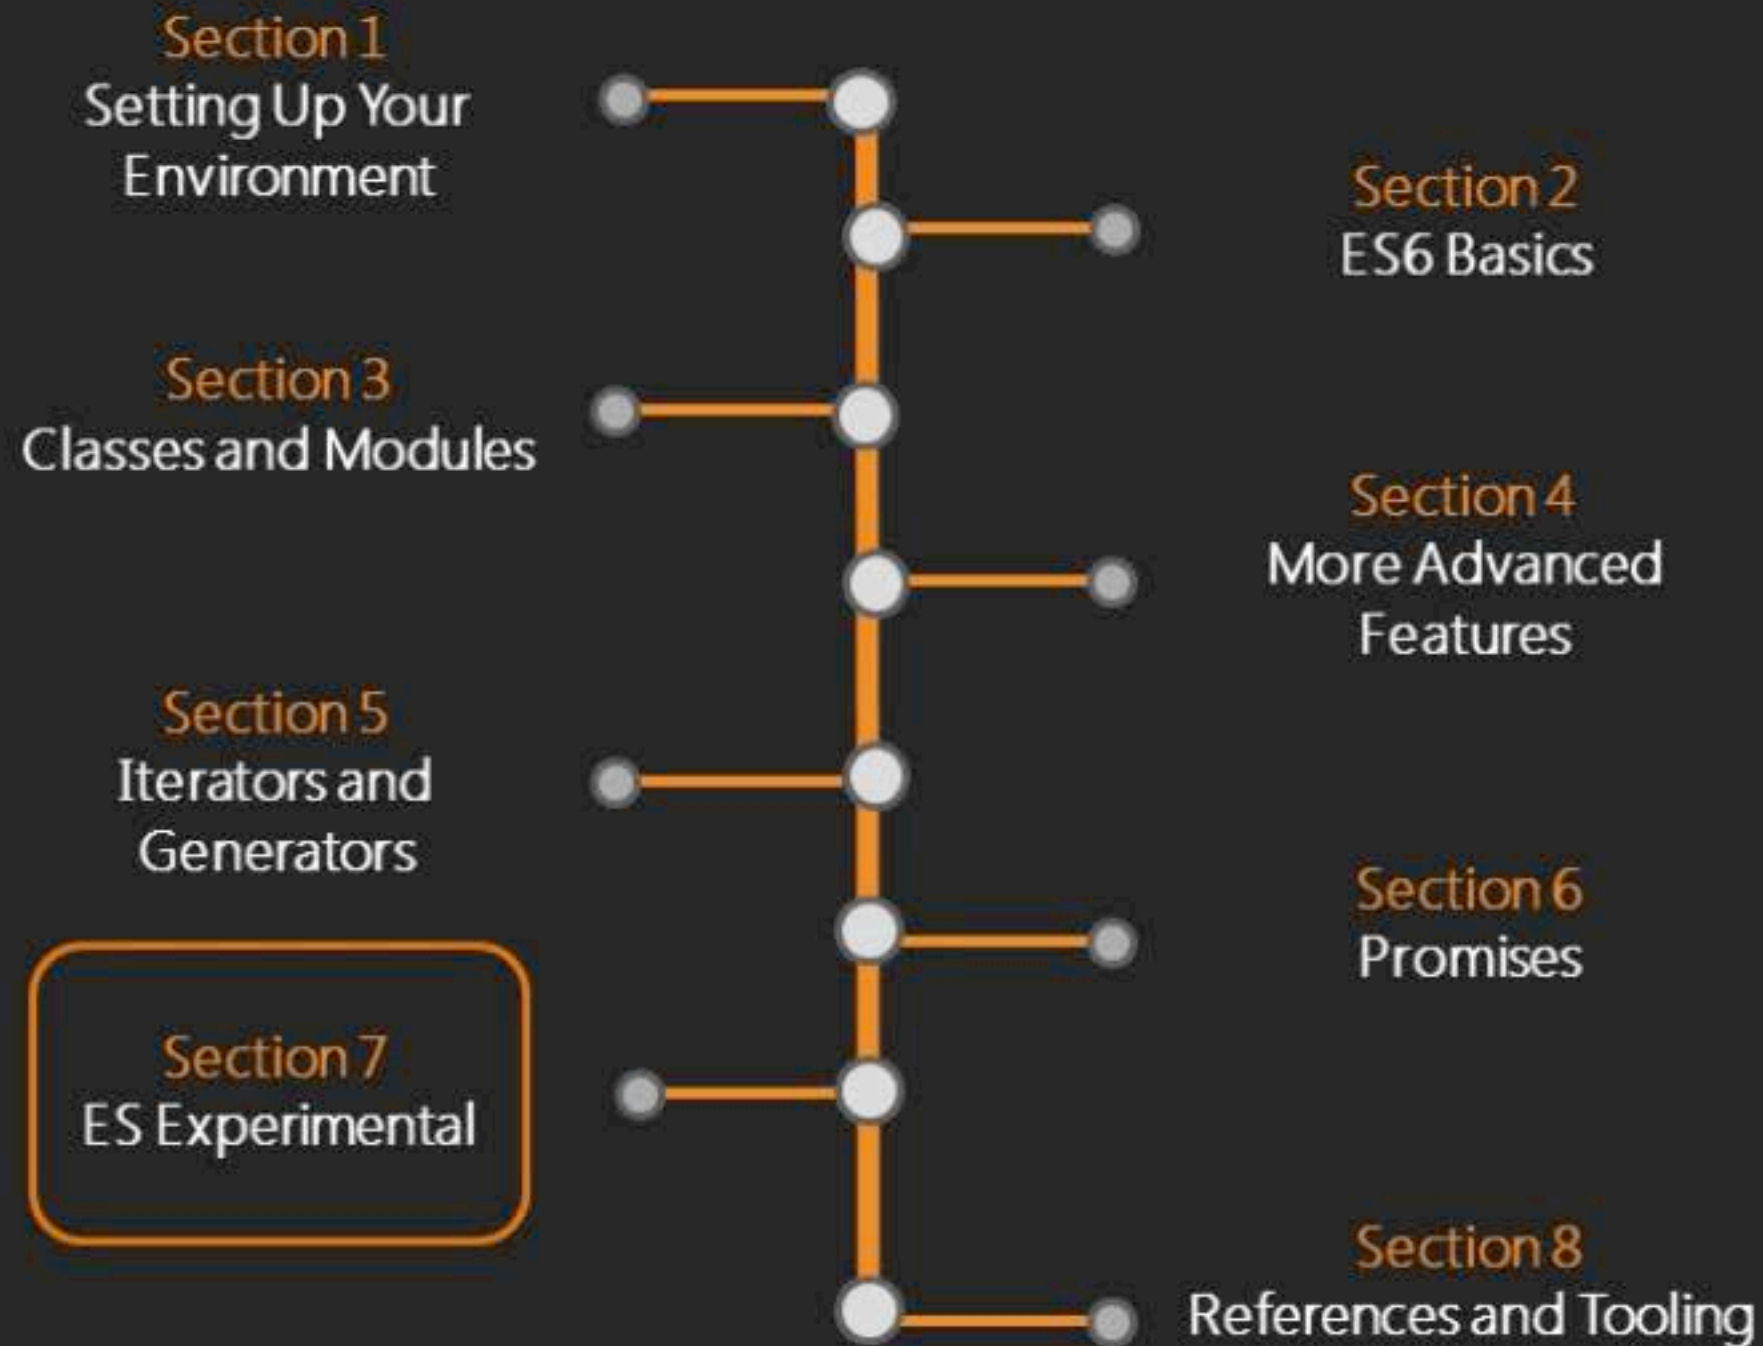 Section 1
Setting Up Your
Environment
Section 2
ES6 Basics
Section 3
Classes and Modules
Section 4
More Advanced
Features
Section 5
Iterators and
Generators
Section 6
Promises
Section 7
ES Experimental
Section 8
References and Tooling